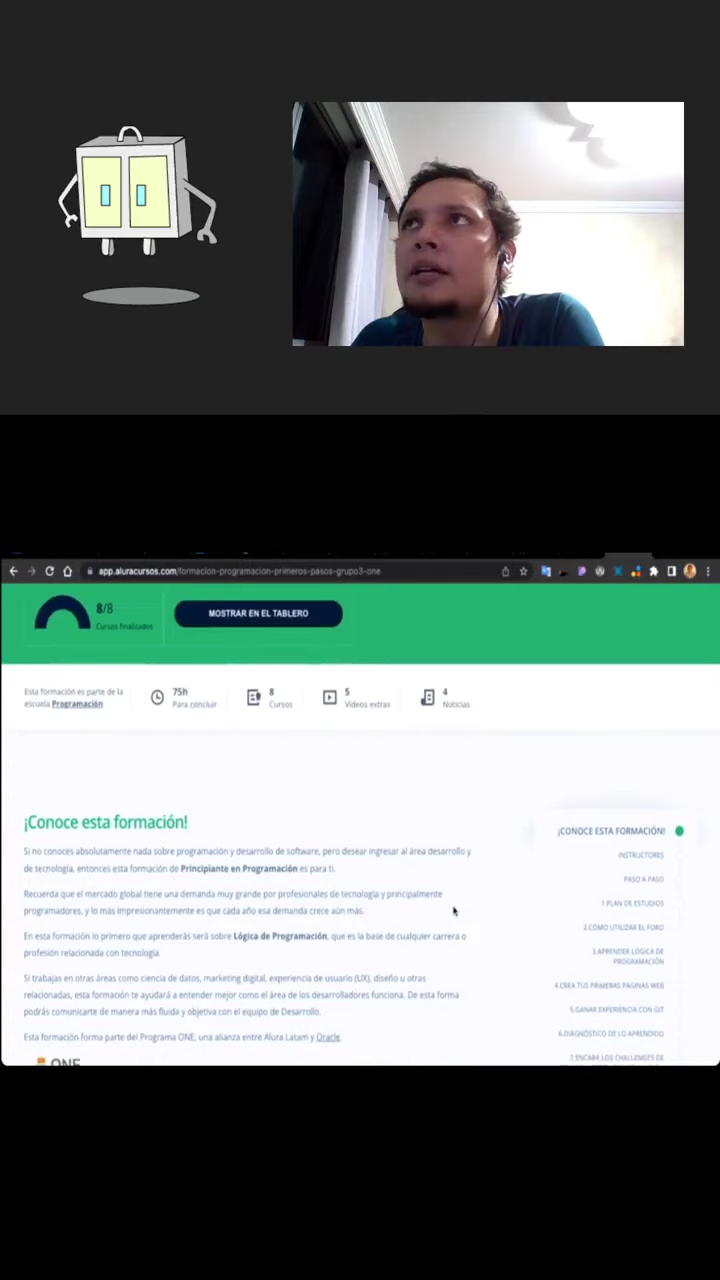 app.aluracursos.com/formacion-programacion-primeros-pasos-grupo3-one
8/8
Cursos finalizados
MOSTRAR EN EL TABLERO
Esta formación es parte de la
escuela Programación
75h
Para concluir
8
Cursos
5
Vídeos extras
4
Noticias
¡Conoce esta formación!
Si no conoces absolutamente nada sobre programación y desarrollo de software, pero desear ingresar al área desarrollo y
de tecnología, entonces esta formación de Principiante en Programación es para ti.
Recuerda que el mercado global tiene una demanda muy grande por profesionales de tecnología y principalmente
programadores, y lo más impresionantemente es que cada año esa demanda crece aún más.
En esta formación lo primero que aprenderás será sobre Lógica de Programación, que es la base de cualquier carrera o
profesión relacionada con tecnología.
Si trabajas en otras áreas como ciencia de datos, marketing digital, experiencia de usuario (UX), diseño u otras
relacionadas, esta formación te ayudará a entender mejor como el área de los desarrolladores funciona. De esta forma
podrás comunicarte de manera más fluida y objetiva con el equipo de Desarrollo.
Esta formación forma parte del Programa ONE, una alianza entre Alura Latam y Oracle.
ONE
¡CONOCE ESTA FORMACIÓN!
INSTRUCTORES
PASO A PASO
1.PLAN DE ESTUDIOS
2.CÓMO UTILIZAR EL FORO
3.APRENDER LÓGICA DE
PROGRAMACIÓN
4.CREA TUS PRIMERAS PÁGINAS WEB
5.GANAR EXPERIENCIA CON GIT
6.DIAGNÓSTICO DE LO APRENDIDO
7.ENCARA LOS CHALLENGES DE